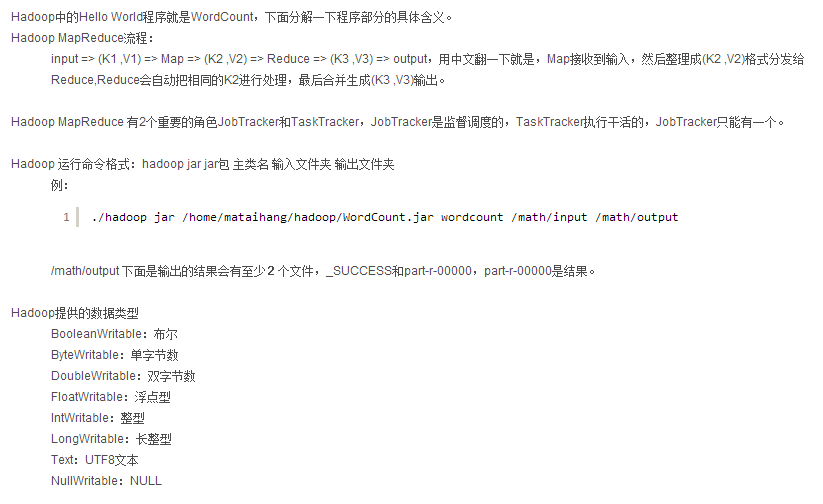 Hadoop中的Hello World程序就是WordCount，下面分解一下程序部分的具体含义。
Hadoop MapReduce流程：
input => (K1 ,V1) => Map => (K2 ,V2) => Reduce => (K3 ,V3) => output，用中文翻一下就是，Map接收到输入，然后整理成(K2 ,V2)格式分发给
Reduce,Reduce会自动把相同的K2进行处理，最后合并生成(K3 ,V3)输出。
Hadoop MapReduce 有2个重要的角色JobTracker和TaskTracker，JobTracker是监督调度的，TaskTracker执行干活的，JobTracker只能有一个。
Hadoop 运行命令格式：hadoop jar jar包 主类名 输入文件夹 输出文件夹
例：
1 ./hadoop jar /home/mataihang/hadoop/WordCount.jar wordcount /math/input /math/output
/math/output 下面是输出的结果会有至少 2 个文件，_SUCCESS和part-r-00000，part-r-00000是结果。
Hadoop提供的数据类型
BooleanWritable：布尔
ByteWritable：单字节数
DoubleWritable：双字节数
FloatWritable：浮点型
IntWritable：整型
LongWritable：长整型
Text：UTF8文本
NullWritable：NULL